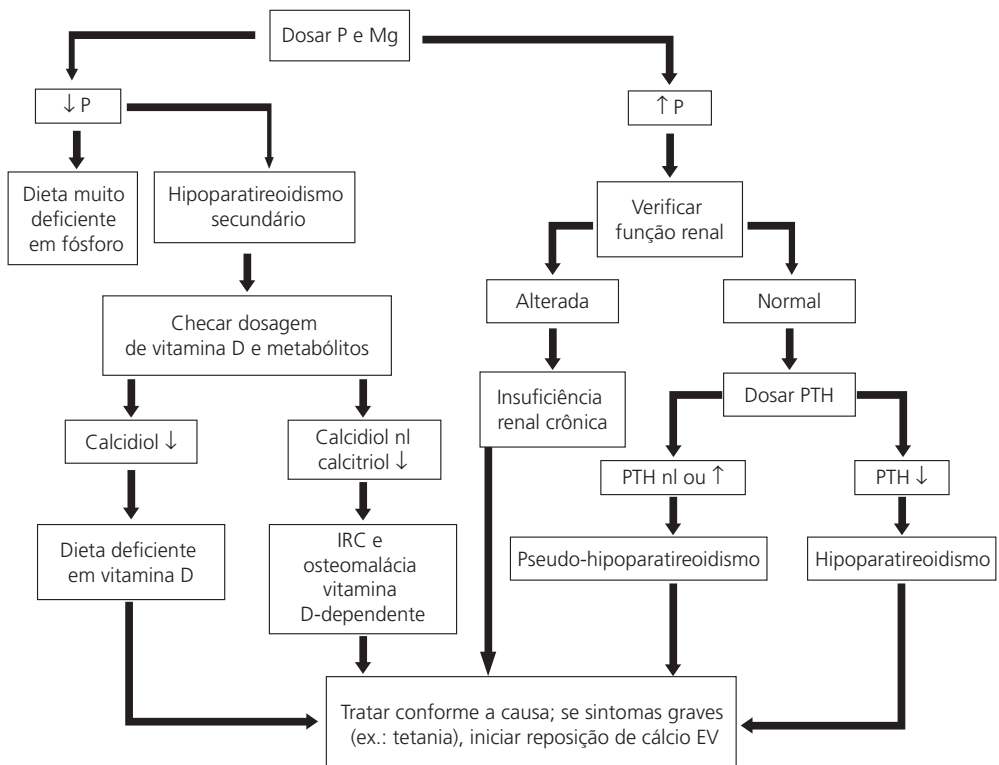 Dosar P e Mg
↓ P
↑ P
Dieta muito
deficiente
em fósforo
Hipoparatireoidismo
secundário
Verificar
função renal
Checar dosagem
de vitamina D e metabólitos
Alterada
Normal
Insuficiência
renal crônica
Dosar PTH
Calcidiol ↓
Calcidiol nl
calcitriol ↓
PTH nl ou ↑
PTH ↓
Dieta deficiente
em vitamina D
IRC e
osteomalácia
vitamina
D-dependente
Pseudo-hipoparatireoidismo
Hipoparatireoidismo
Tratar conforme a causa; se sintomas graves
(ex.: tetania), iniciar reposição de cálcio EV